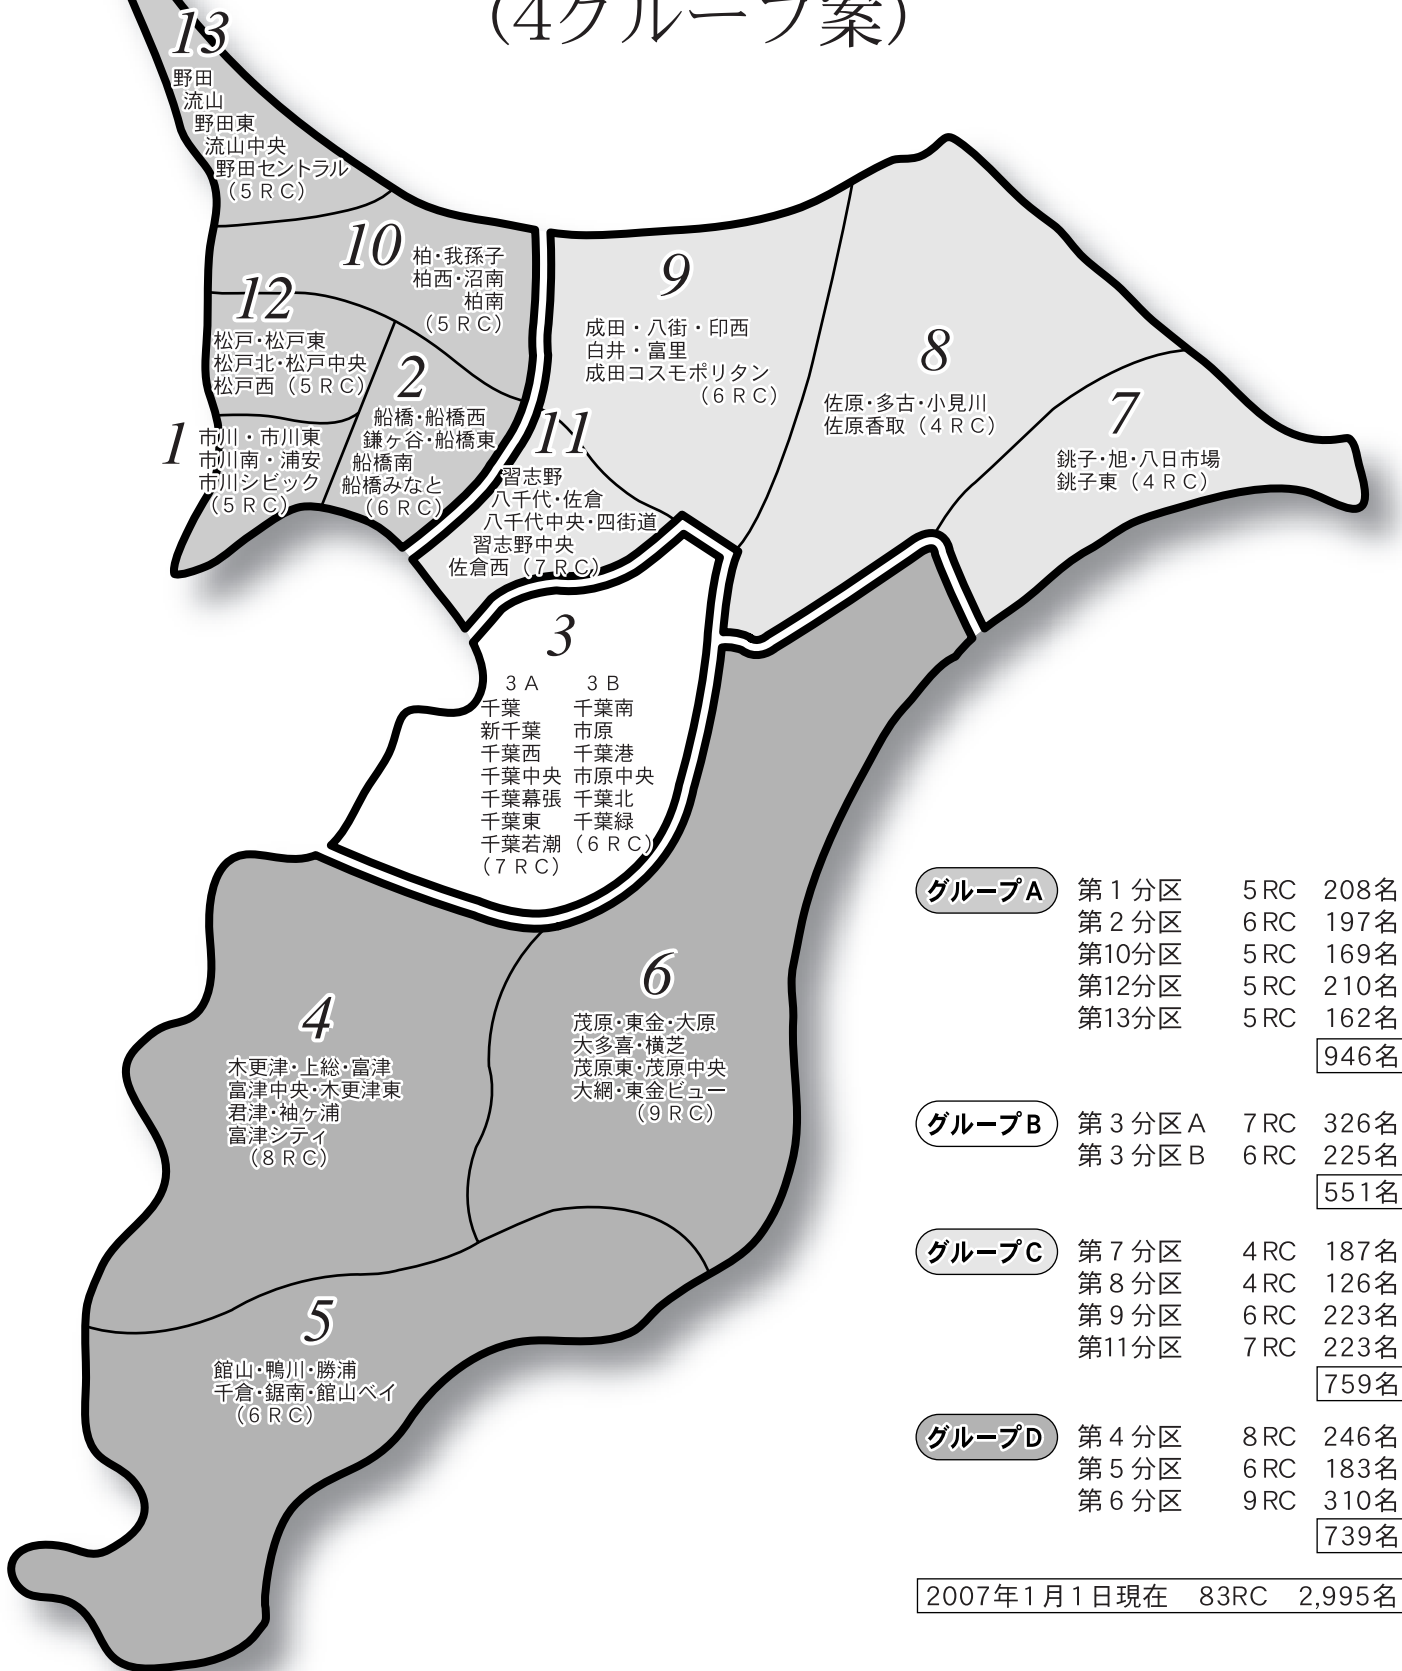 （4グループ案）
13
野田
流山
野田東
流山中央
野田セントラル
（5ＲＣ）
10
柏・我孫子
柏西・沼南
柏南
（5ＲＣ）
12
松戸・松戸東
松戸北・松戸中央
松戸西（5ＲＣ）
2
船橋・船橋西
鎌ヶ谷・船橋東
船橋南
船橋みなと
（6ＲＣ）
1
市川・市川東
市川南・浦安
市川シビック
（5ＲＣ）
9
成田・八街・印西
白井・富里
成田コスモポリタン
（6ＲＣ）
11
習志野
八千代・佐倉
八千代中央・四街道
習志野中央
佐倉西（7ＲＣ）
8
佐原・多古・小見川
佐原香取（4ＲＣ）
7
銚子・旭・八日市場
銚子東（4ＲＣ）
3
3Ａ
千葉
新千葉
千葉西
千葉中央
千葉幕張
千葉東
千葉若潮
（7ＲＣ）
3Ｂ
千葉南
市原
千葉港
市原中央
千葉北
千葉緑
（6ＲＣ）
4
木更津・上総・富津
富津中央・木更津東
君津・袖ヶ浦
富津シティ
（8ＲＣ）
6
茂原・東金・大原
大多喜・横芝
茂原東・茂原中央
大網・東金ビュー
（9ＲＣ）
5
館山・鴨川・勝浦
千倉・鋸南・館山ベイ
（6ＲＣ）
グループA 第1分区 5RC 208名
第2分区 6RC 197名
第10分区 5RC 169名
第12分区 5RC 210名
第13分区 5RC 162名
946名
グループB 第3分区A 7RC 326名
第3分区B 6RC 225名
551名
グループC 第7分区 4RC 187名
第8分区 4RC 126名
第9分区 6RC 223名
第11分区 7RC 223名
759名
グループD 第4分区 8RC 246名
第5分区 6RC 183名
第6分区 9RC 310名
739名
2007年1月1日現在 83RC 2,995名